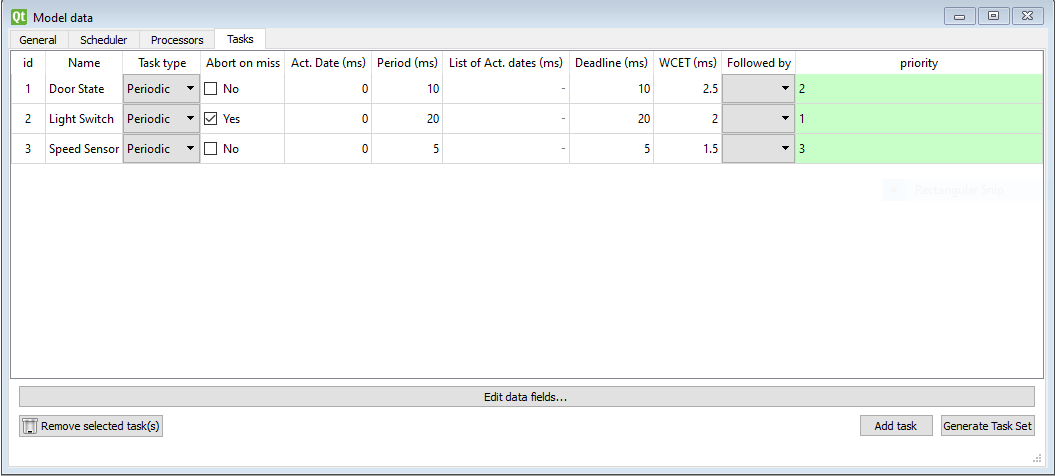 Qt Model data
General Scheduler Processors Tasks
id Name Task type Abort on miss Act. Date (ms) Period (ms) List of Act. dates (ms) Deadline (ms) WCET (ms) Followed by priority
1 Door State Periodic No 0 10 - 10 2.5 2
2 Light Switch Periodic Yes 0 20 - 20 2 1
3 Speed Sensor Periodic No 0 5 - 5 1.5 3
Rectangular Snip
Edit data fields...
Remove selected task(s) Add task Generate Task Set